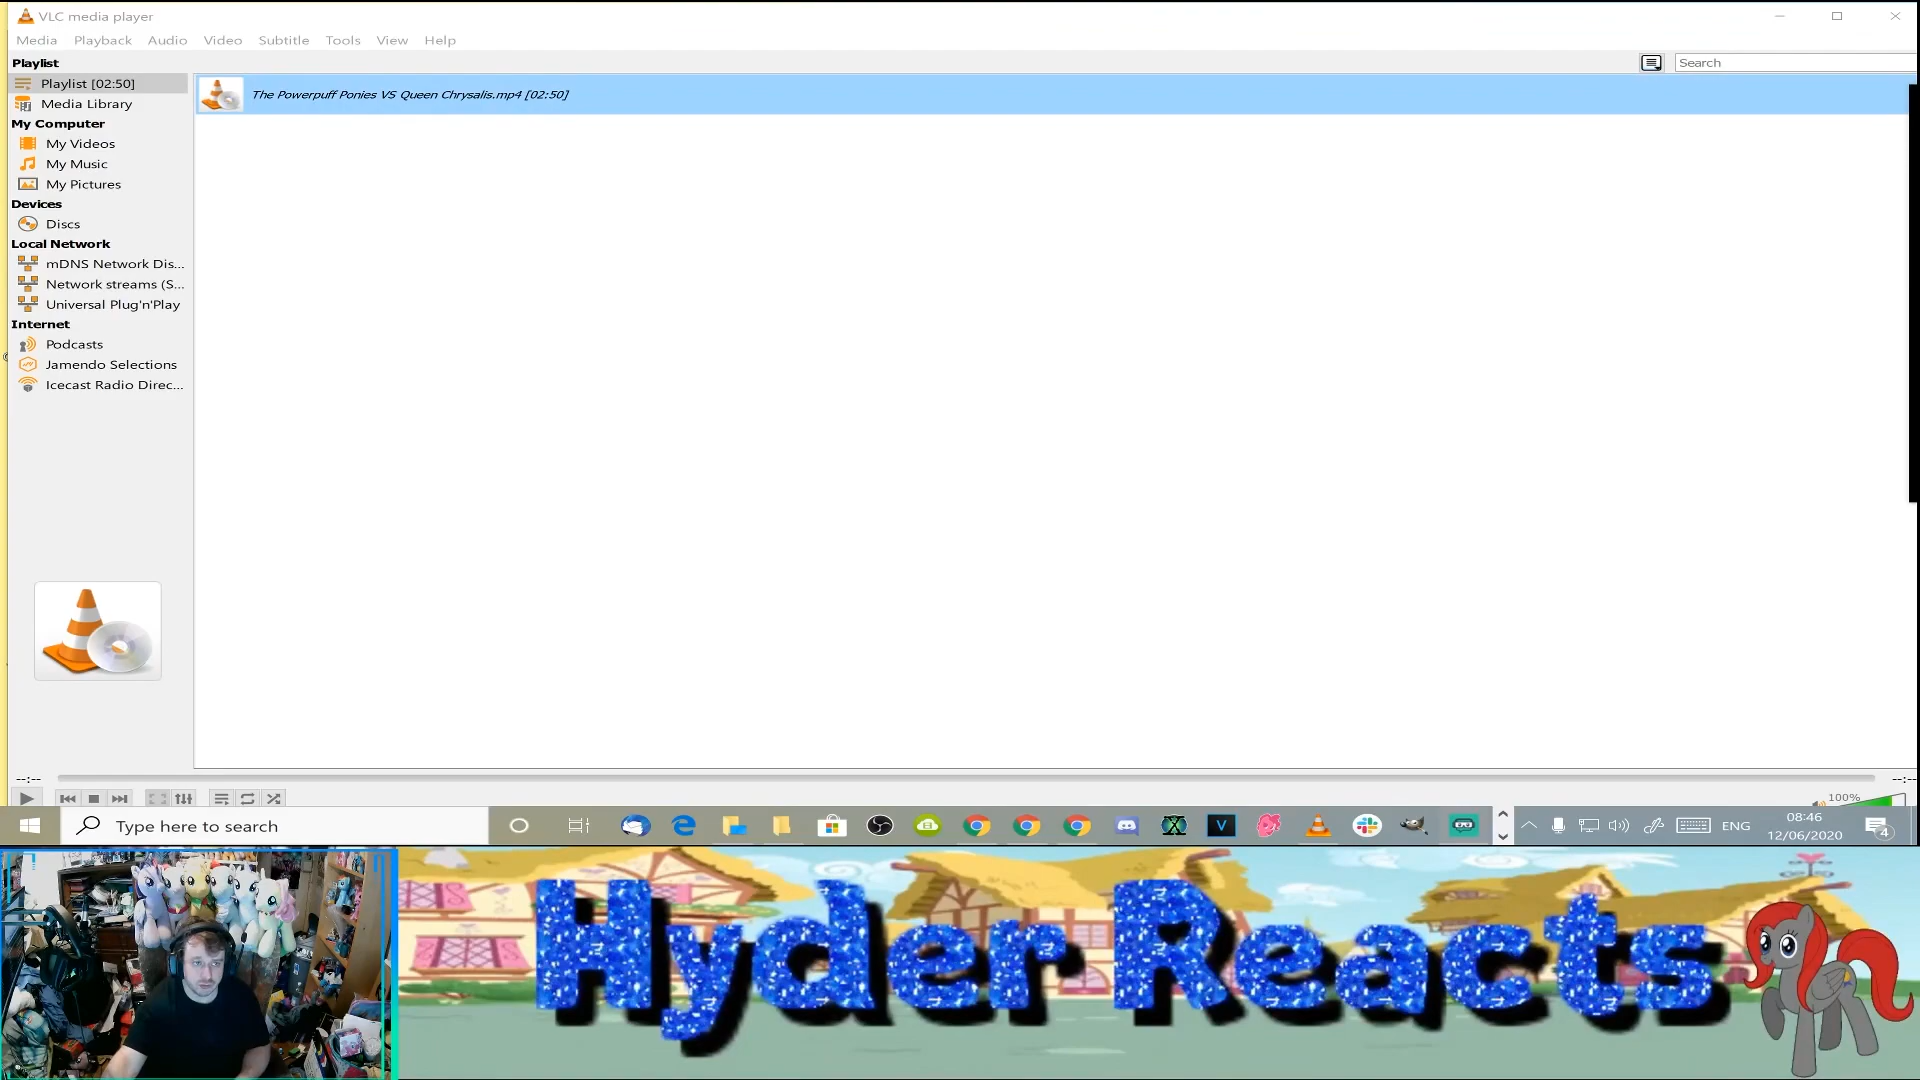 VLC media player
Media Playback Audio Video Subtitle Tools View Help
Playlist
Search
Playlist [02:50]
The Powerpuff Ponies VS Queen Chrysalis.mp4 [02:50]
Media Library
My Computer
My Videos
My Music
My Pictures
Devices
Discs
Local Network
mDNS Network Dis...
Network streams (S...
Universal Plug'n'Play
Internet
Podcasts
Jamendo Selections
Icecast Radio Direc...
--:--
--:--
100%
Type here to search
V
ENG
08:46
12/06/2020
4
Hyder Reacts